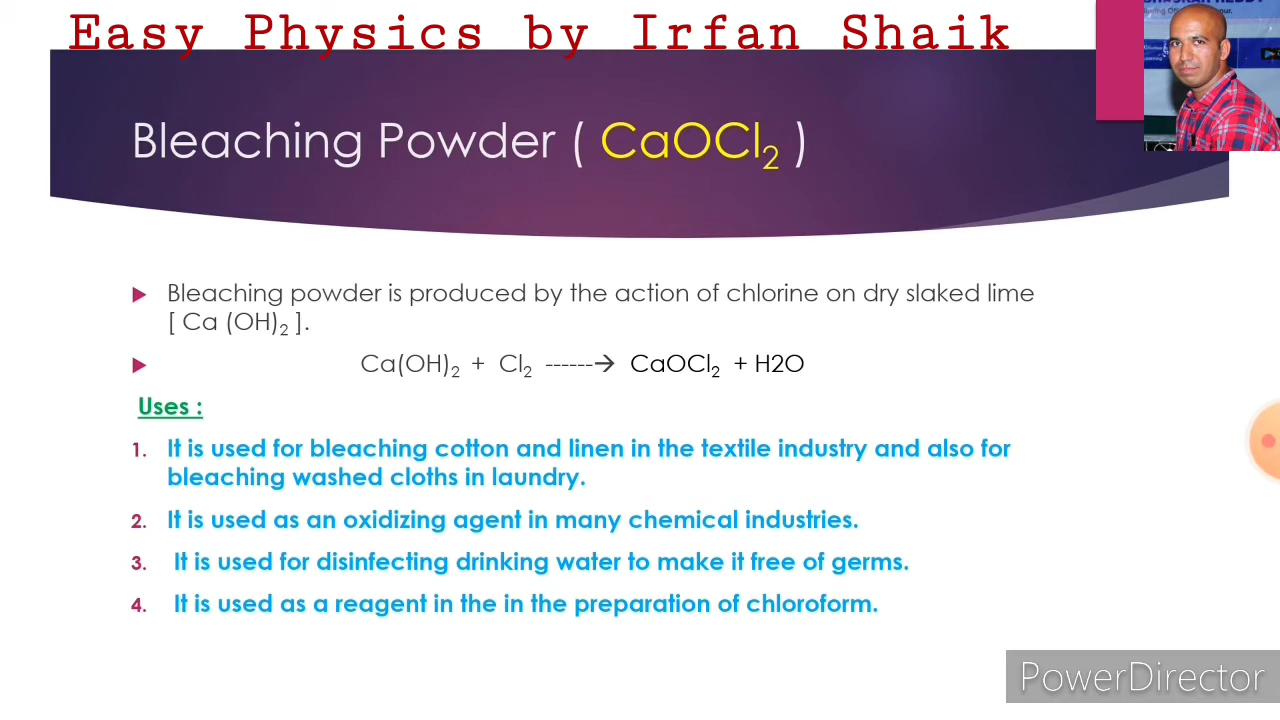 Easy Physics by Irfan Shaik
Bleaching Powder ( CaOCl₂ )
Bleaching powder is produced by the action of chlorine on dry slaked lime
[ Ca (OH)₂ ].
Ca(OH)₂ + Cl₂ ------→ CaOCl₂ + H2O
Uses :
1. It is used for bleaching cotton and linen in the textile industry and also for
bleaching washed cloths in laundry.
2. It is used as an oxidizing agent in many chemical industries.
3. It is used for disinfecting drinking water to make it free of germs.
4. It is used as a reagent in the in the preparation of chloroform.
PowerDirector